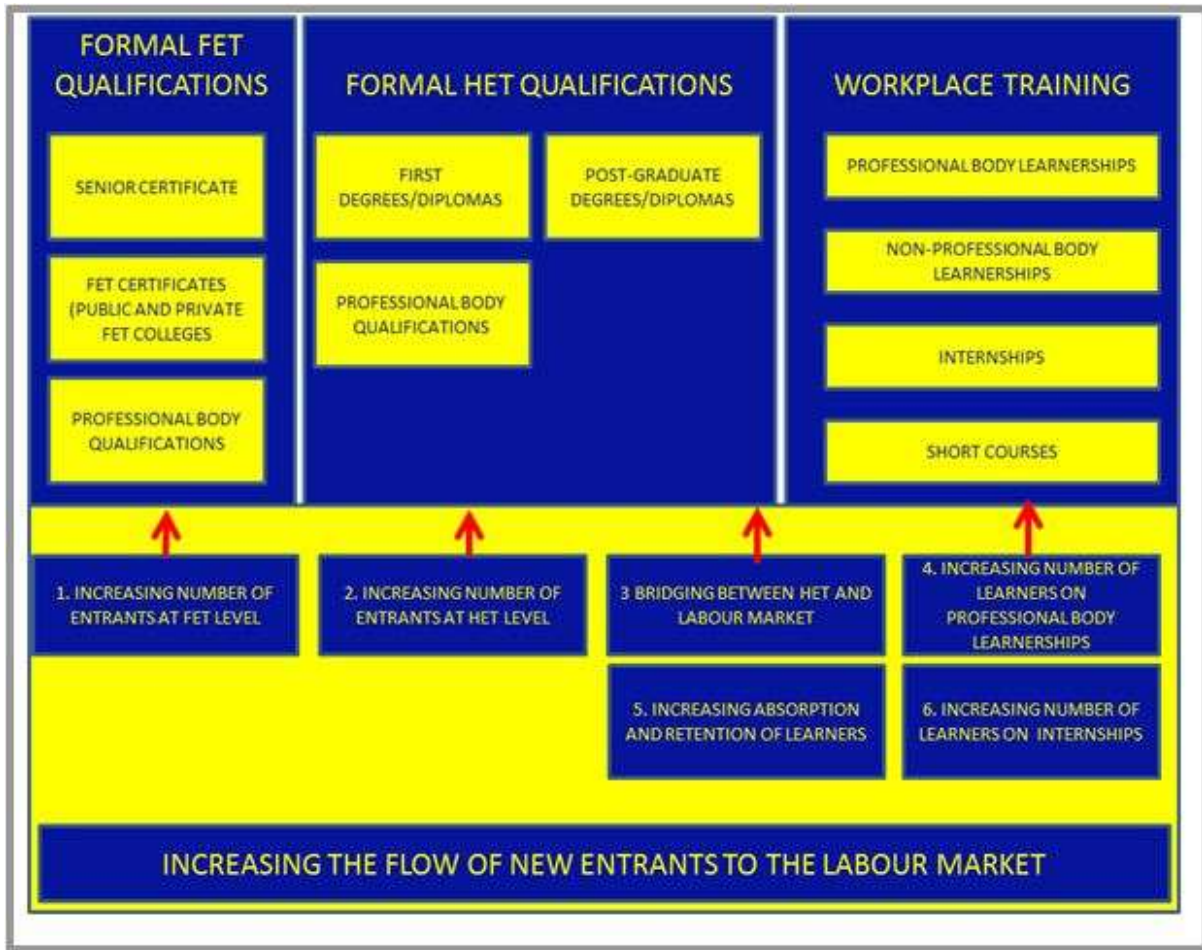 FORMAL FET
QUALIFICATIONS
SENIOR CERTIFICATE
FET CERTIFICATES
(PUBLIC AND PRIVATE
FET COLLEGES
PROFESSIONAL BODY
QUALIFICATIONS
FORMAL HET QUALIFICATIONS
FIRST
DEGREES/DIPLOMAS
POST-GRADUATE
DEGREES/DIPLOMAS
PROFESSIONAL BODY
QUALIFICATIONS
WORKPLACE TRAINING
PROFESSIONAL BODY LEARNERSHIPS
NON-PROFESSIONAL BODY
LEARNERSHIPS
INTERNSHIPS
SHORT COURSES
1. INCREASING NUMBER OF
ENTRANTS AT FET LEVEL
2. INCREASING NUMBER OF
ENTRANTS AT HET LEVEL
3 BRIDGING BETWEEN HET AND
LABOUR MARKET
4. INCREASING NUMBER OF
LEARNERS ON
PROFESSIONAL BODY
LEARNERSHIPS
5. INCREASING ABSORPTION
AND RETENTION OF LEARNERS
6. INCREASING NUMBER OF
LEARNERS ON INTERNSHIPS
INCREASING THE FLOW OF NEW ENTRANTS TO THE LABOUR MARKET